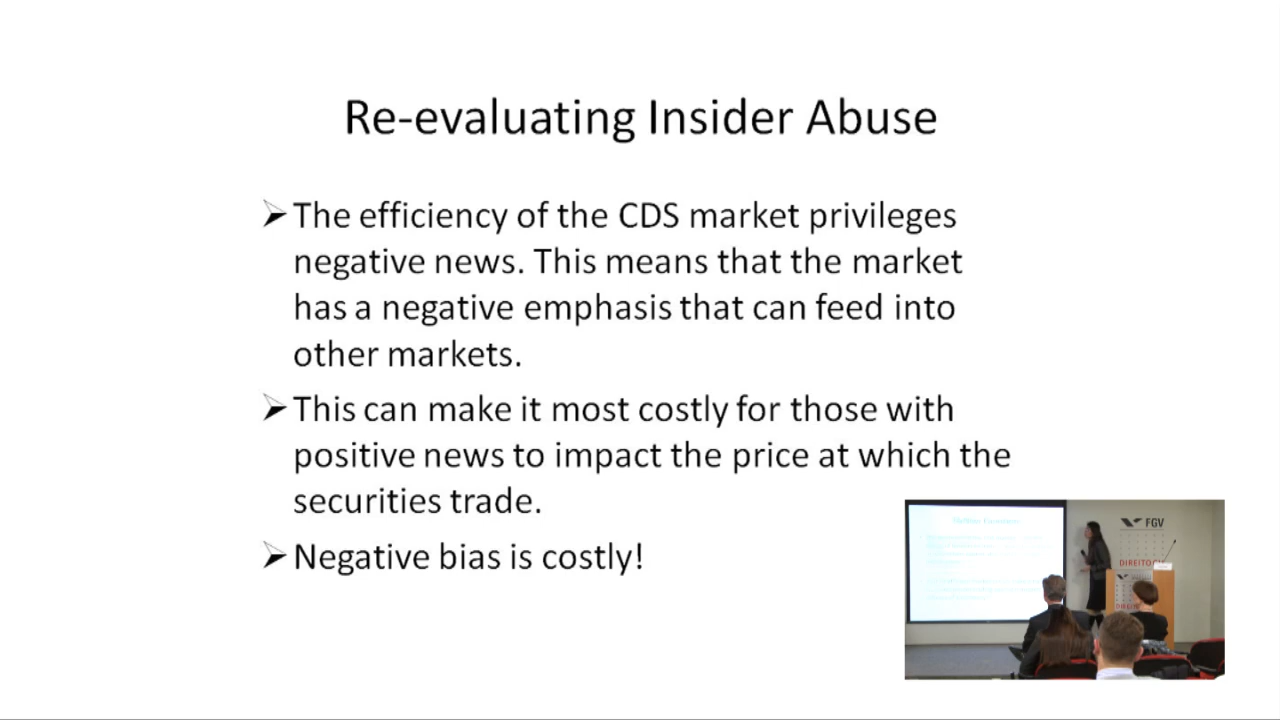 Re-evaluating Insider Abuse
➢The efficiency of the CDS market privileges
negative news. This means that the market
has a negative emphasis that can feed into
other markets.
➢This can make it most costly for those with
positive news to impact the price at which the
securities trade.
➢Negative bias is costly!
FGV
DIREITO